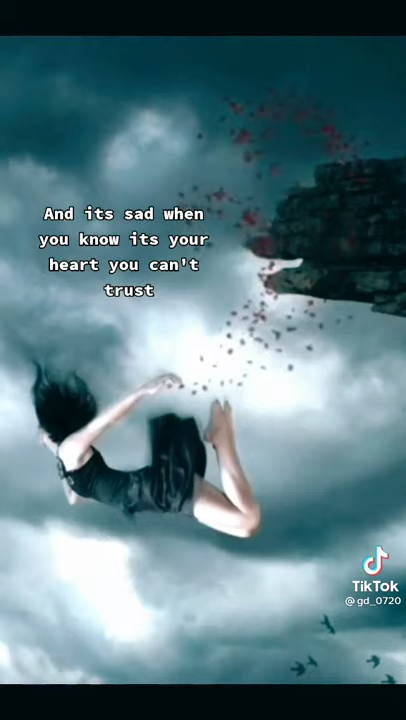 And its sad when
you know its your
heart you can't
trust
TikTok
@gd_0720